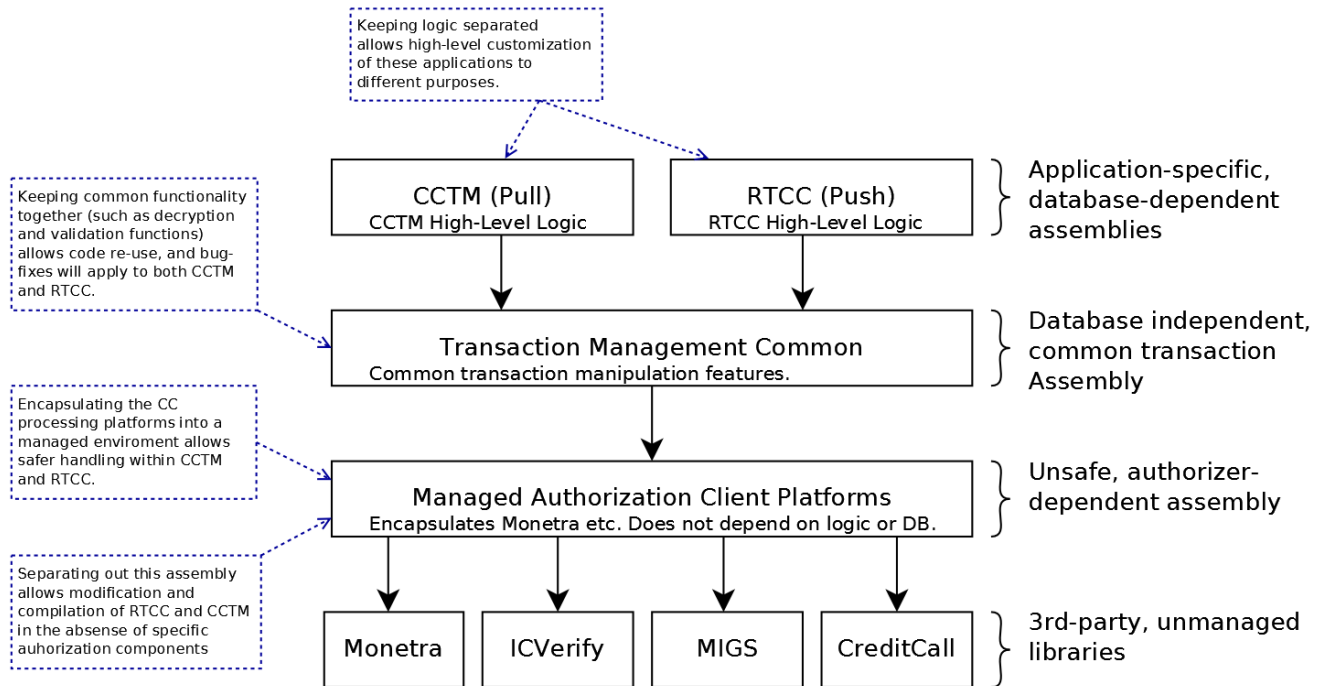 Keeping logic separated
allows high-level customization
of these applications to
different purposes.
CCTM (Pull)
CCTM High-Level Logic
RTCC (Push)
RTCC High-Level Logic
Application-specific,
database-dependent
assemblies
Keeping common functionality
together (such as decryption
and validation functions)
allows code re-use, and bug-
fixes will apply to both CCTM
and RTCC.
Transaction Management Common
Common transaction manipulation features.
Database independent,
common transaction
Assembly
Encapsulating the CC
processing platforms into a
managed enviroment allows
safer handling within CCTM
and RTCC.
Managed Authorization Client Platforms
Encapsulates Monetra etc. Does not depend on logic or DB.
Unsafe, authorizer-
dependent assembly
Separating out this assembly
allows modification and
compilation of RTCC and CCTM
in the absense of specific
auhorization components
Monetra
ICVerify
MIGS
CreditCall
3rd-party, unmanaged
libraries